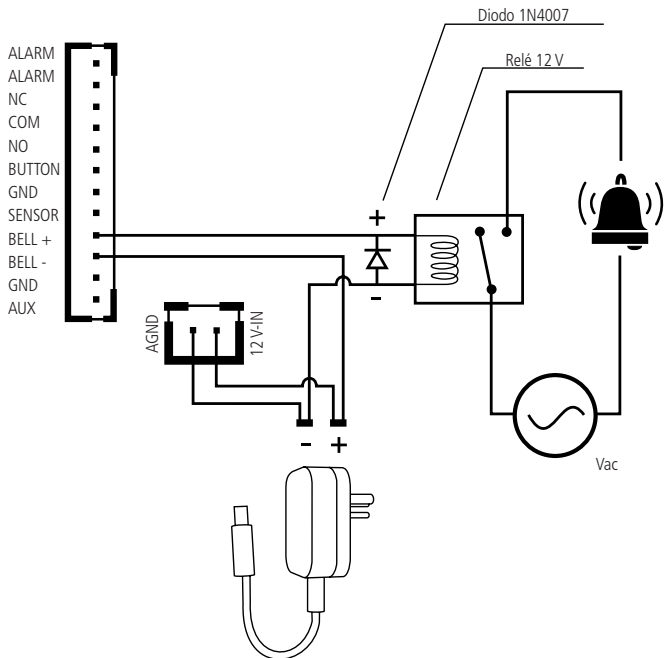 Diodo 1N4007
Relé 12 V
ALARM
ALARM
NC
COM
NO
BUTTON
GND
SENSOR
BELL +
BELL -
GND
AUX
+
-
AGND
12 V-IN
- +
Vac